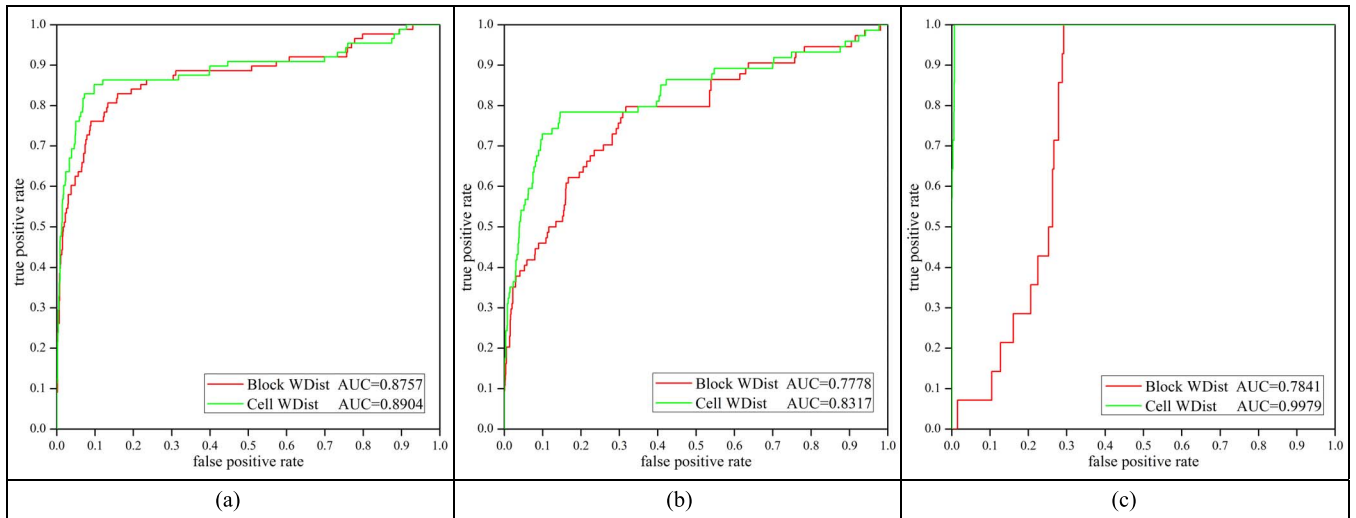 1.0
0.9
0.8
0.7
0.6
0.5
0.4
0.3
0.2
0.1
0.0
true positive rate
Block WDist AUC=0.8757
Cell WDist AUC=0.8904
0.0 0.1 0.2 0.3 0.4 0.5 0.6 0.7 0.8 0.9 1.0
false positive rate
(a)
1.0
0.9
0.8
0.7
0.6
0.5
0.4
0.3
0.2
0.1
0.0
true positive rate
Block WDist AUC=0.7778
Cell WDist AUC=0.8317
0.0 0.1 0.2 0.3 0.4 0.5 0.6 0.7 0.8 0.9 1.0
false positive rate
(b)
1.0
0.9
0.8
0.7
0.6
0.5
0.4
0.3
0.2
0.1
0.0
true positive rate
Block WDist AUC=0.7841
Cell WDist AUC=0.9979
0.0 0.1 0.2 0.3 0.4 0.5 0.6 0.7 0.8 0.9 1.0
false positive rate
(c)